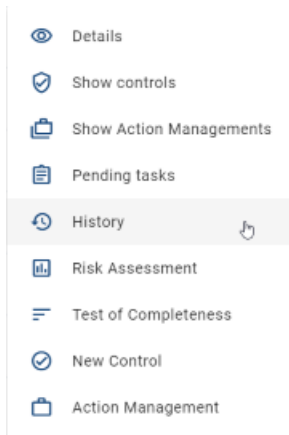 Details
Show controls
Show Action Managements
Pending tasks
History
Risk Assessment
Test of Completeness
New Control
Action Management